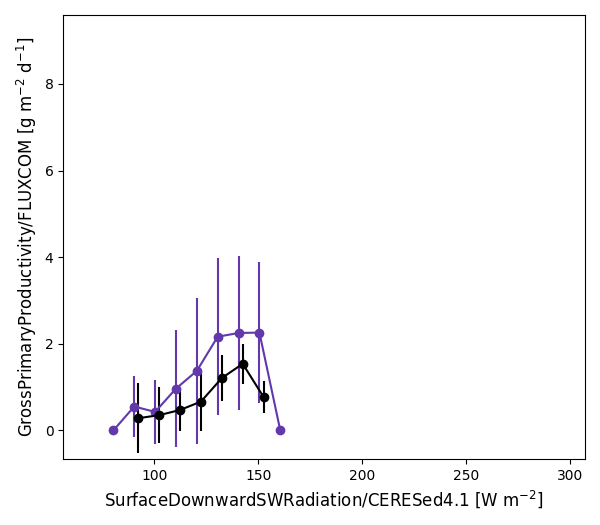 GrossPrimaryProductivity/FLUXCOM [g m⁻² d⁻¹]
8
6
4
2
0
100 150 200 250 300
SurfaceDownwardSWRadiation/CERESed4.1 [W m⁻²]